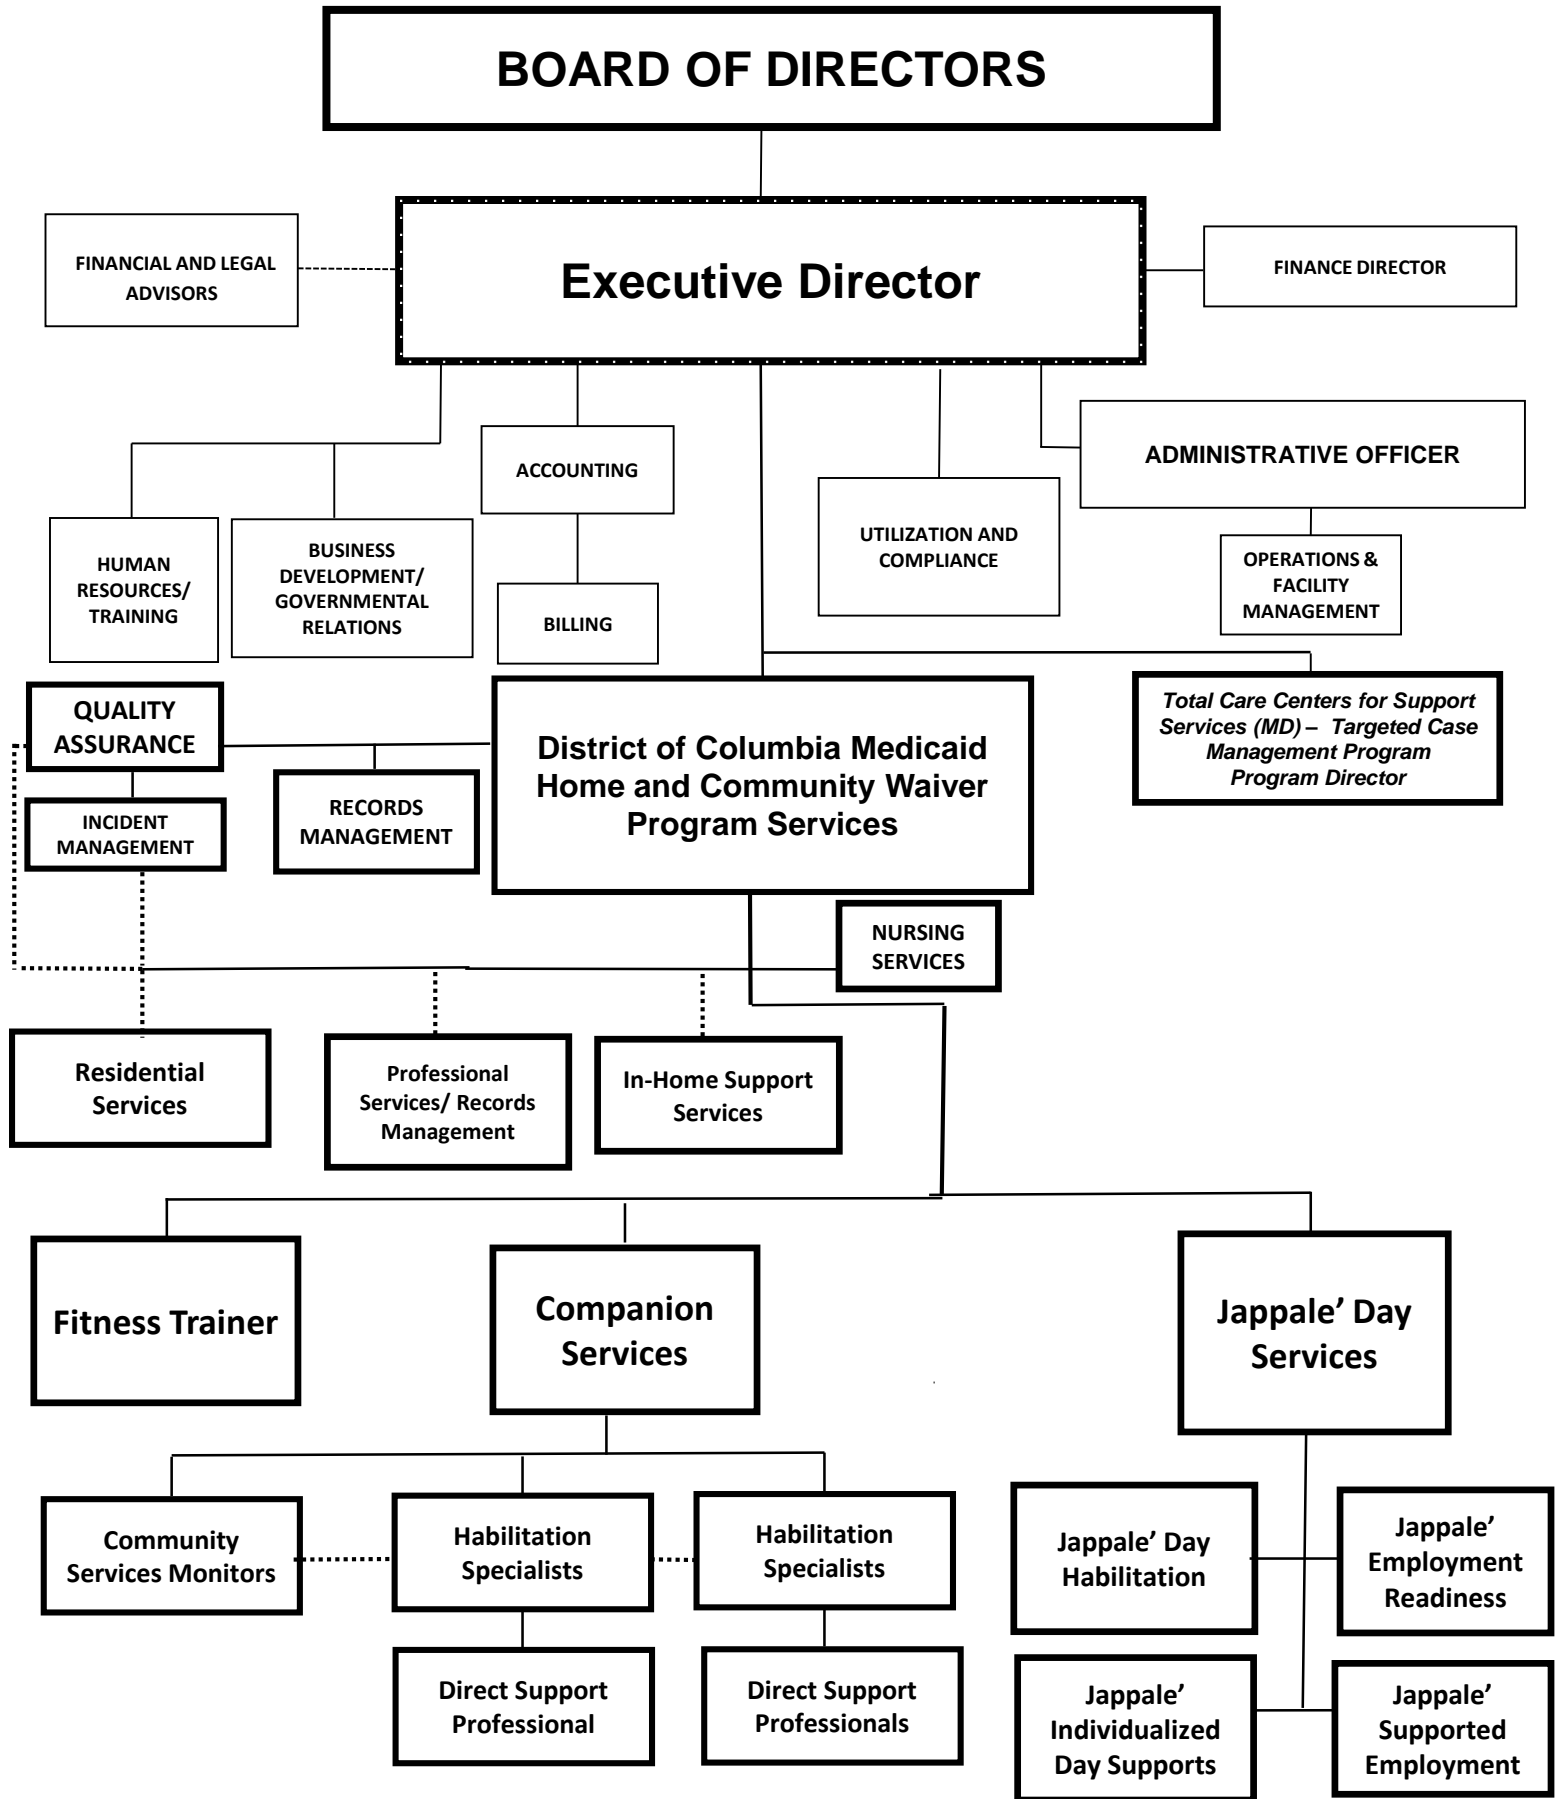 BOARD OF DIRECTORS
FINANCIAL AND LEGAL
ADVISORS
Executive Director
FINANCE DIRECTOR
ACCOUNTING
ADMINISTRATIVE OFFICER
HUMAN
RESOURCES/
TRAINING
BUSINESS
DEVELOPMENT/
GOVERNMENTAL
RELATIONS
BILLING
UTILIZATION AND
COMPLIANCE
OPERATIONS &
FACILITY
MANAGEMENT
QUALITY
ASSURANCE
INCIDENT
MANAGEMENT
RECORDS
MANAGEMENT
District of Columbia Medicaid
Home and Community Waiver
Program Services
Total Care Centers for Support
Services (MD) – Targeted Case
Management Program
Program Director
NURSING
SERVICES
Residential
Services
Professional
Services/ Records
Management
In-Home Support
Services
Fitness Trainer
Companion
Services
Jappale’ Day
Services
Community
Services Monitors
Habilitation
Specialists
Habilitation
Specialists
Jappale’ Day
Habilitation
Jappale’
Employment
Readiness
Direct Support
Professional
Direct Support
Professionals
Jappale’
Individualized
Day Supports
Jappale’
Supported
Employment